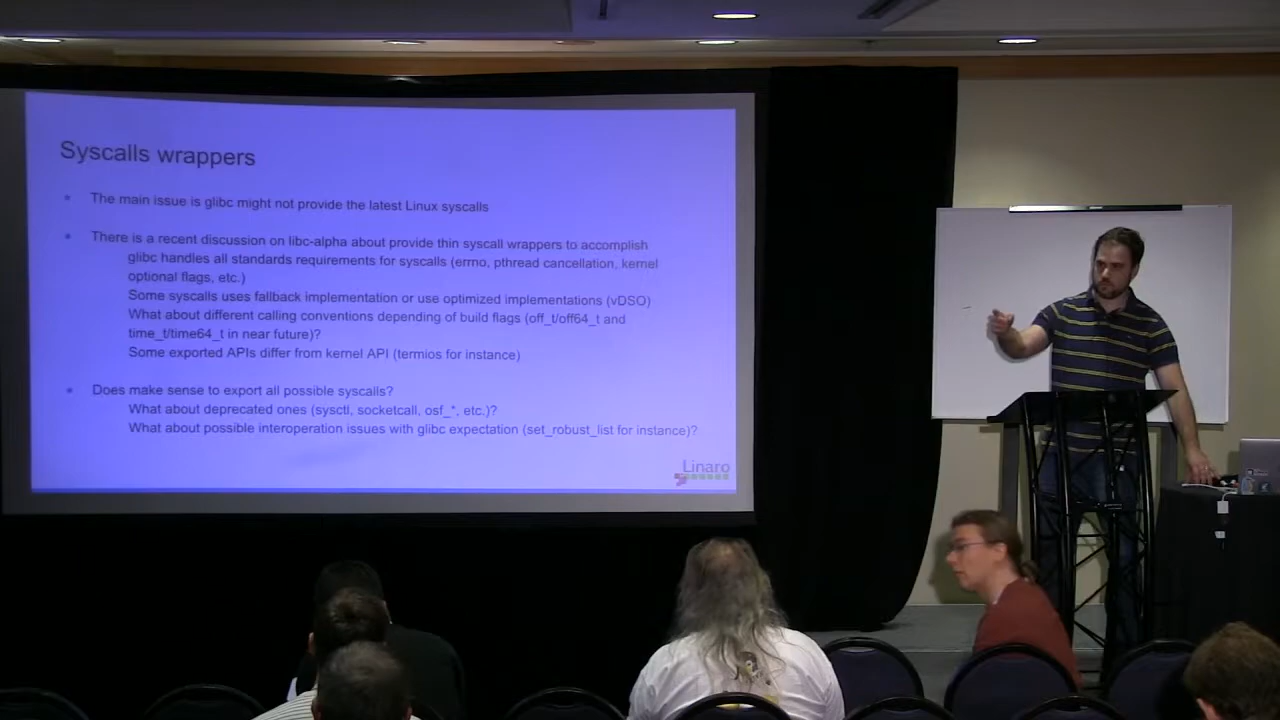 Syscalls wrappers
The main issue is glibc might not provide the latest Linux syscalls
There is a recent discussion on libc-alpha about provide thin syscall wrappers to accomplish
glibc handles all standards requirements for syscalls (errno, pthread cancellation, kernel
optional flags, etc.)
Some syscalls uses fallback implementation or use optimized implementations (vDSO)
What about different calling conventions depending of build flags (off_t/off64_t and
time_t/time64_t in near future)?
Some exported APIs differ from kernel API (termios for instance)
Does make sense to export all possible syscalls?
What about deprecated ones (sysctl, socketcall, osf_*, etc.)?
What about possible interoperation issues with glibc expectation (set_robust_list for instance)?
Linaro